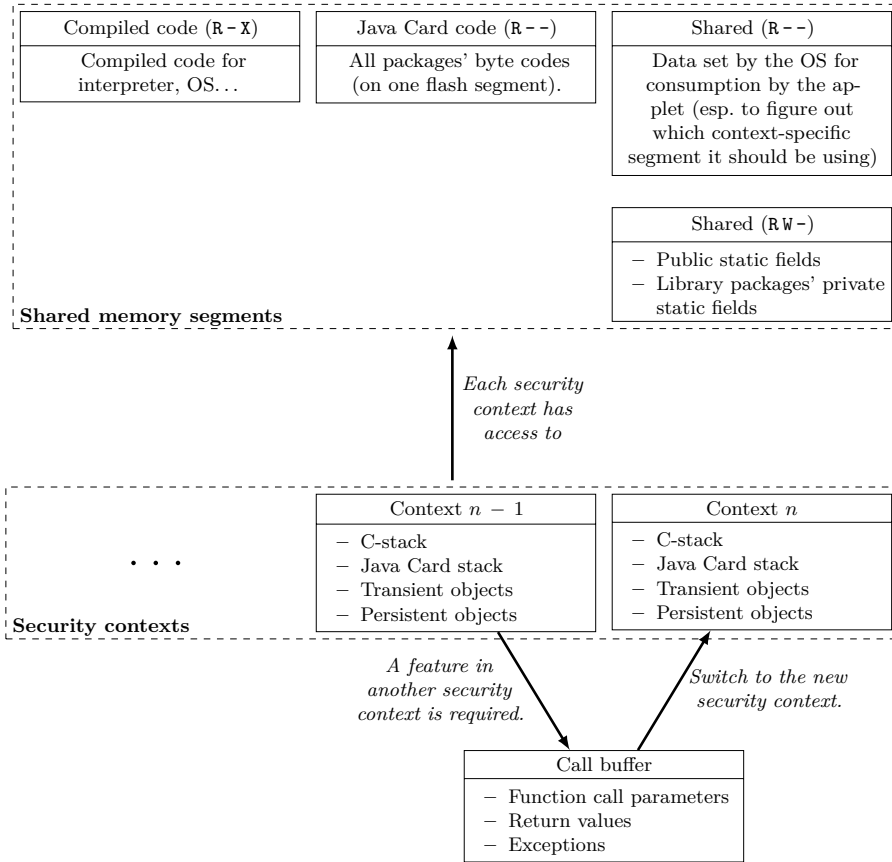 Compiled code (R-X)
Compiled code for
interpreter, OS...
Java Card code (R--)
All packages' byte codes
(on one flash segment).
Shared (R--)
Data set by the OS for
consumption by the ap-
plet (esp. to figure out
which context-specific
segment it should be using)
Shared (RW-)
– Public static fields
– Library packages' private
static fields
Shared memory segments
Each security
context has
access to
. . .
Context n − 1
– C-stack
– Java Card stack
– Transient objects
– Persistent objects
Context n
– C-stack
– Java Card stack
– Transient objects
– Persistent objects
Security contexts
A feature in
another security
context is required.
Switch to the new
security context.
Call buffer
– Function call parameters
– Return values
– Exceptions